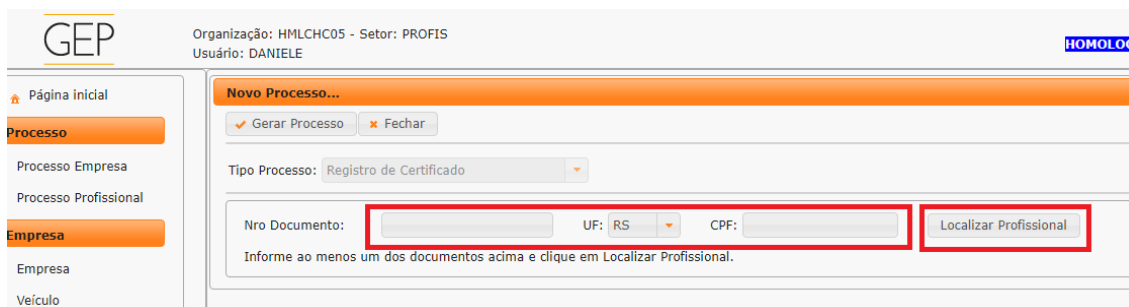 GEP
Organização: HMLCHC05 - Setor: PROFIS
Usuário: DANIELE
HOMOLOG
Página inicial
Processo
Processo Empresa
Processo Profissional
Empresa
Empresa
Veículo
Novo Processo...
Gerar Processo Fechar
Tipo Processo: Registro de Certificado
Nro Documento: UF: RS CPF: Localizar Profissional
Informe ao menos um dos documentos acima e clique em Localizar Profissional.